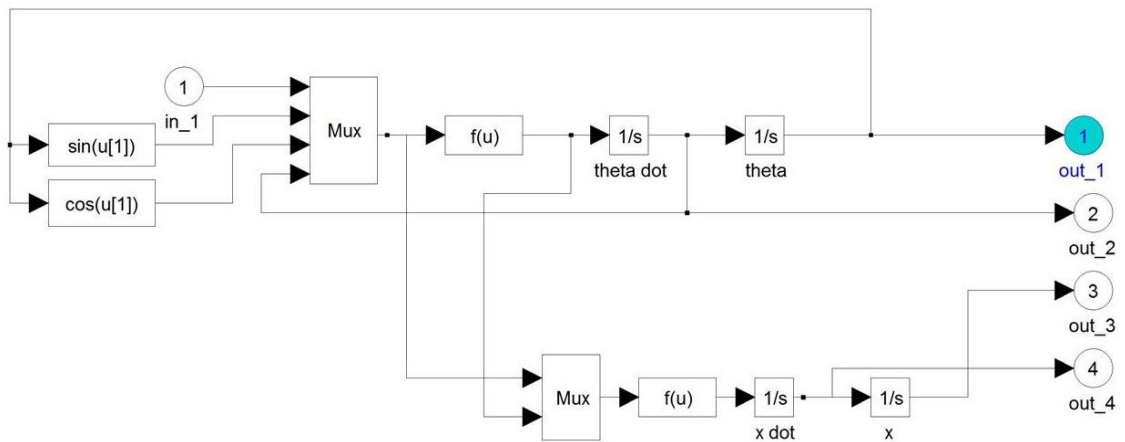 1
in_1
sin(u[1])
cos(u[1])
Mux
f(u)
1/s
theta dot
1/s
theta
1
out_1
2
out_2
3
out_3
4
out_4
Mux
f(u)
1/s
x dot
1/s
x